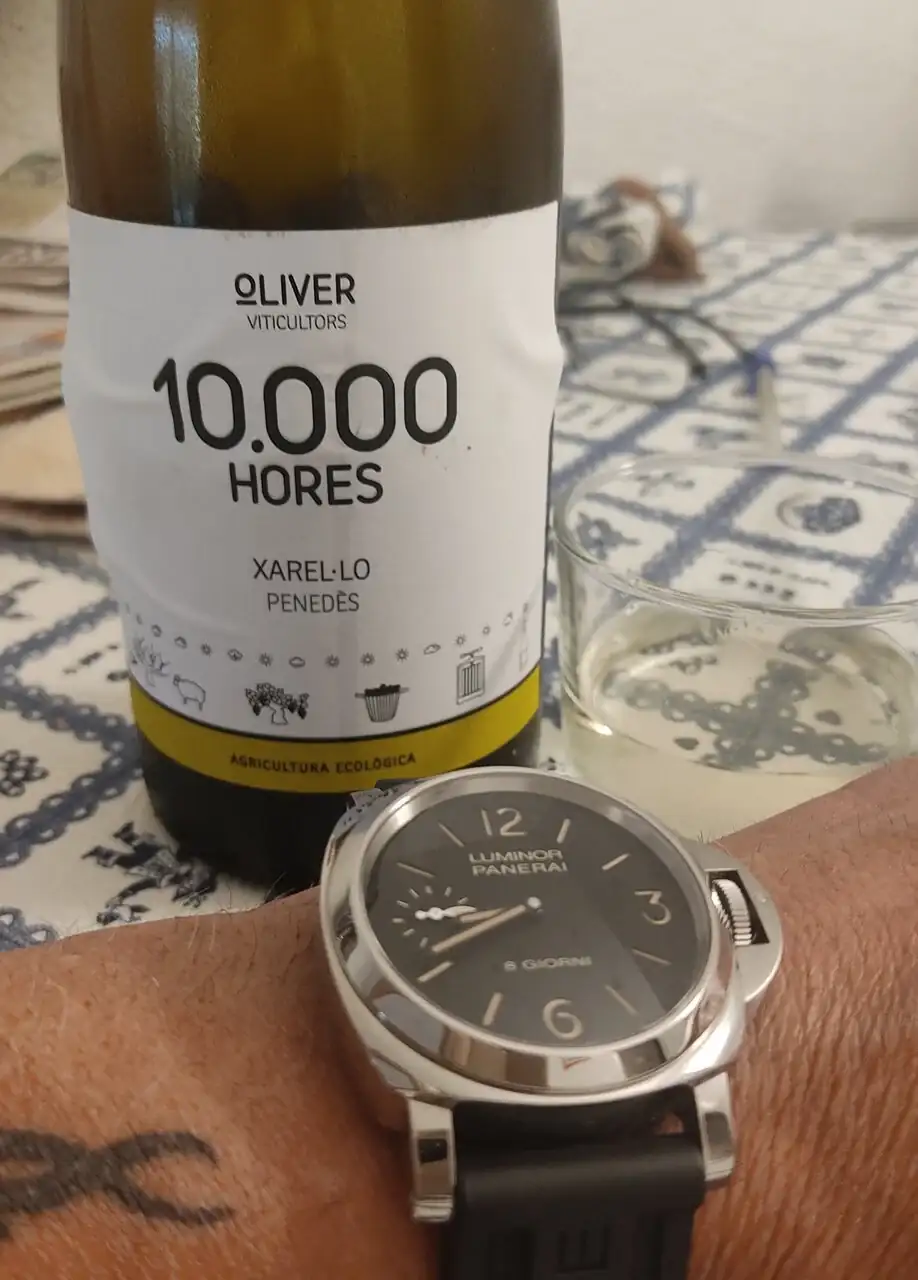 OLIVER
VITICULTORS
10.000
HORES
XAREL·LO
PENEDÈS
AGRICULTURA ECOLÒGICA
12
LUMINOR
PANERAI
3
8 GIORNI
6